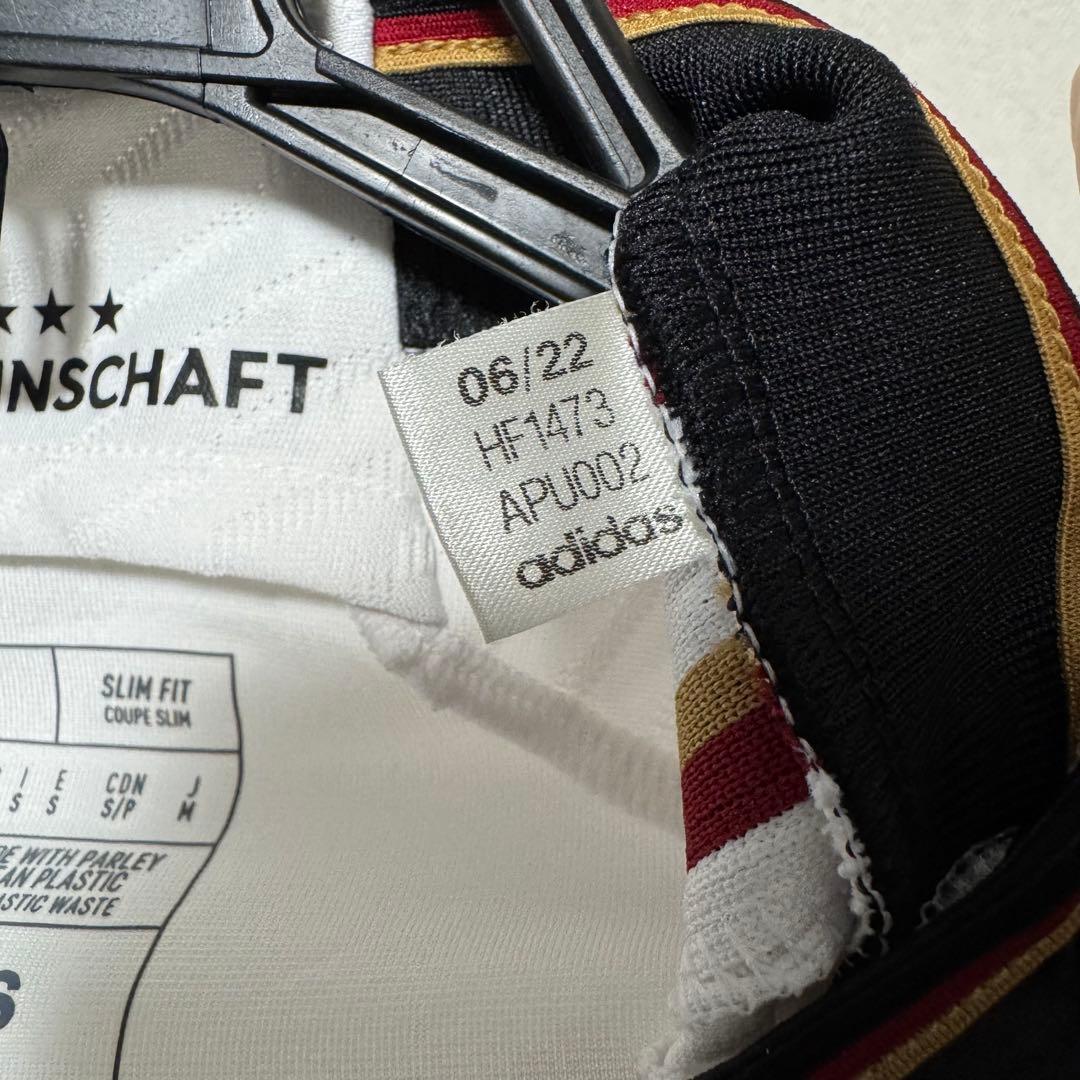 ★★★
NSCHAFT
06/22
HF1473
APU002
adidas
SLIM FIT
COUPE SLIM
I E CDN J
S S S/P M
DE WITH PARLEY
AN PLASTIC
ASTIC WASTE
S